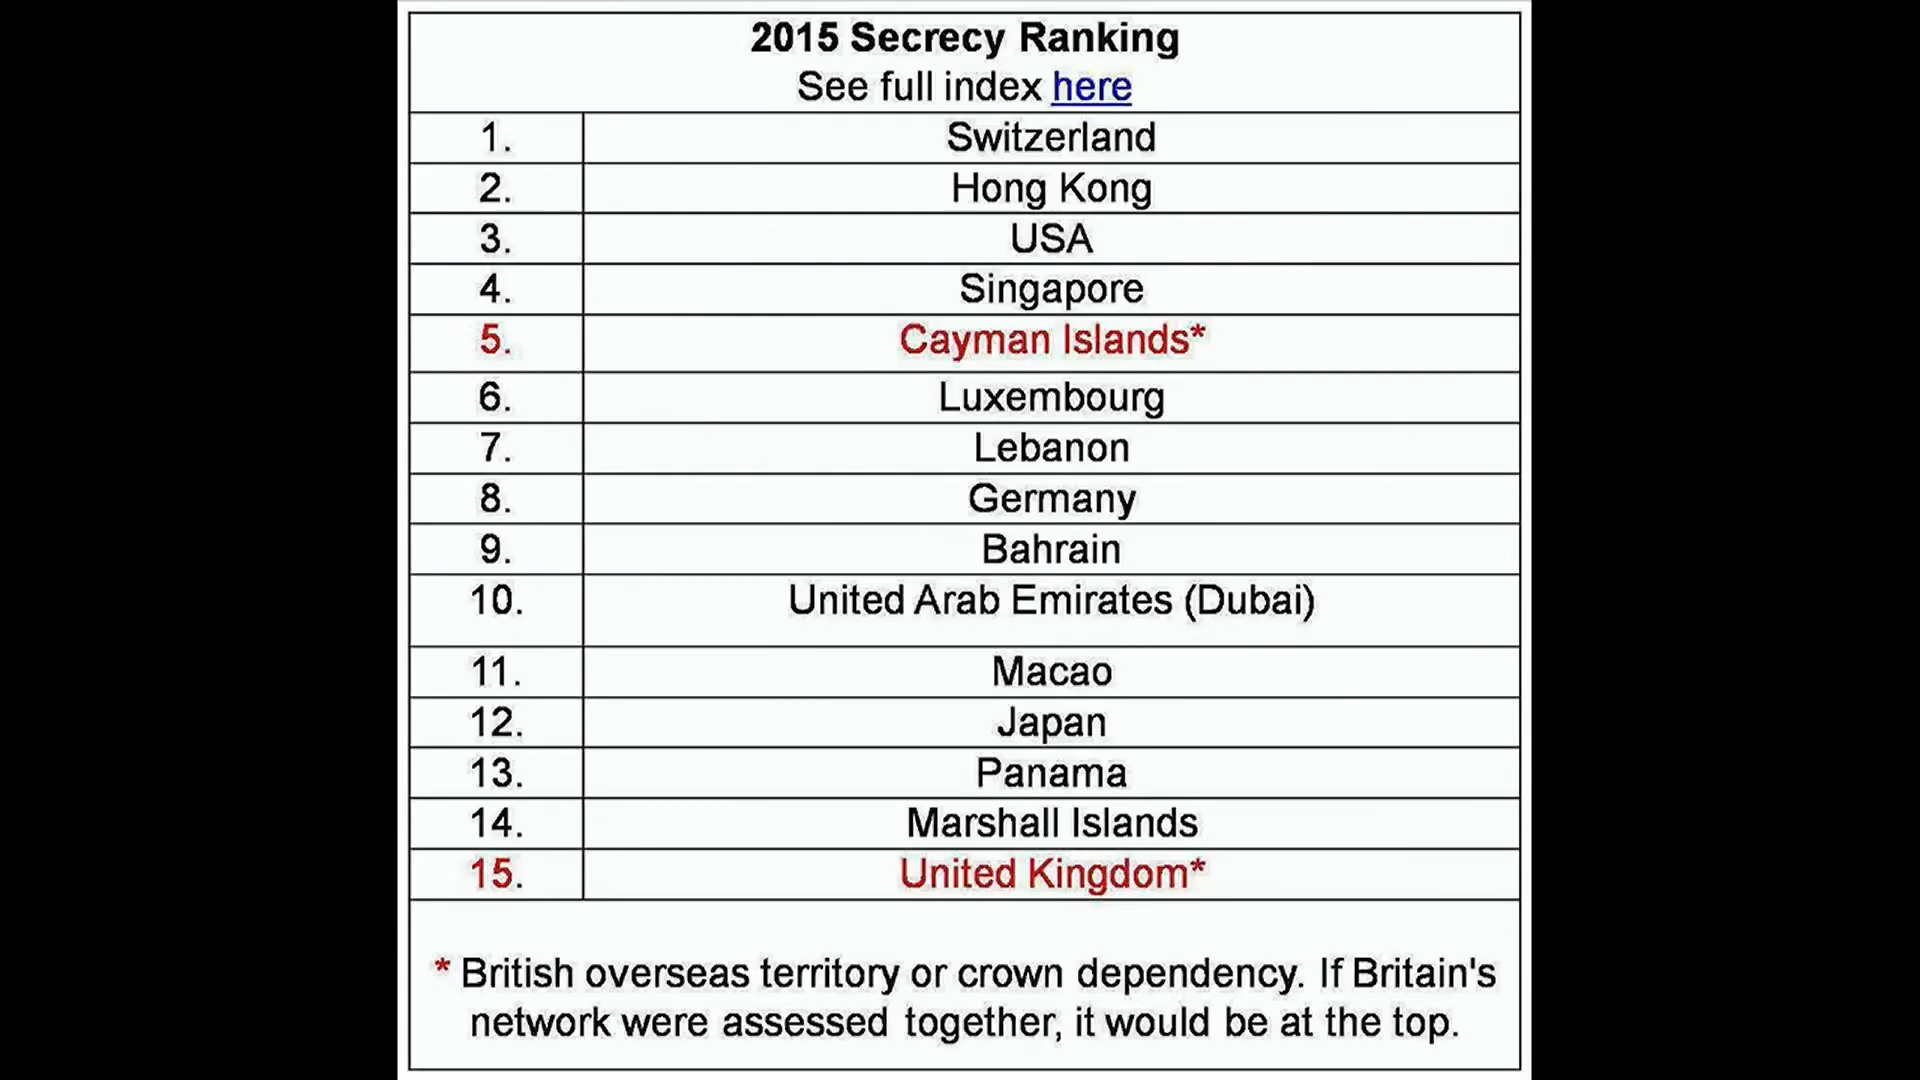 2015 Secrecy Ranking
See full index here
1. Switzerland
2. Hong Kong
3. USA
4. Singapore
5. Cayman Islands*
6. Luxembourg
7. Lebanon
8. Germany
9. Bahrain
10. United Arab Emirates (Dubai)
11. Macao
12. Japan
13. Panama
14. Marshall Islands
15. United Kingdom*
* British overseas territory or crown dependency. If Britain's
network were assessed together, it would be at the top.